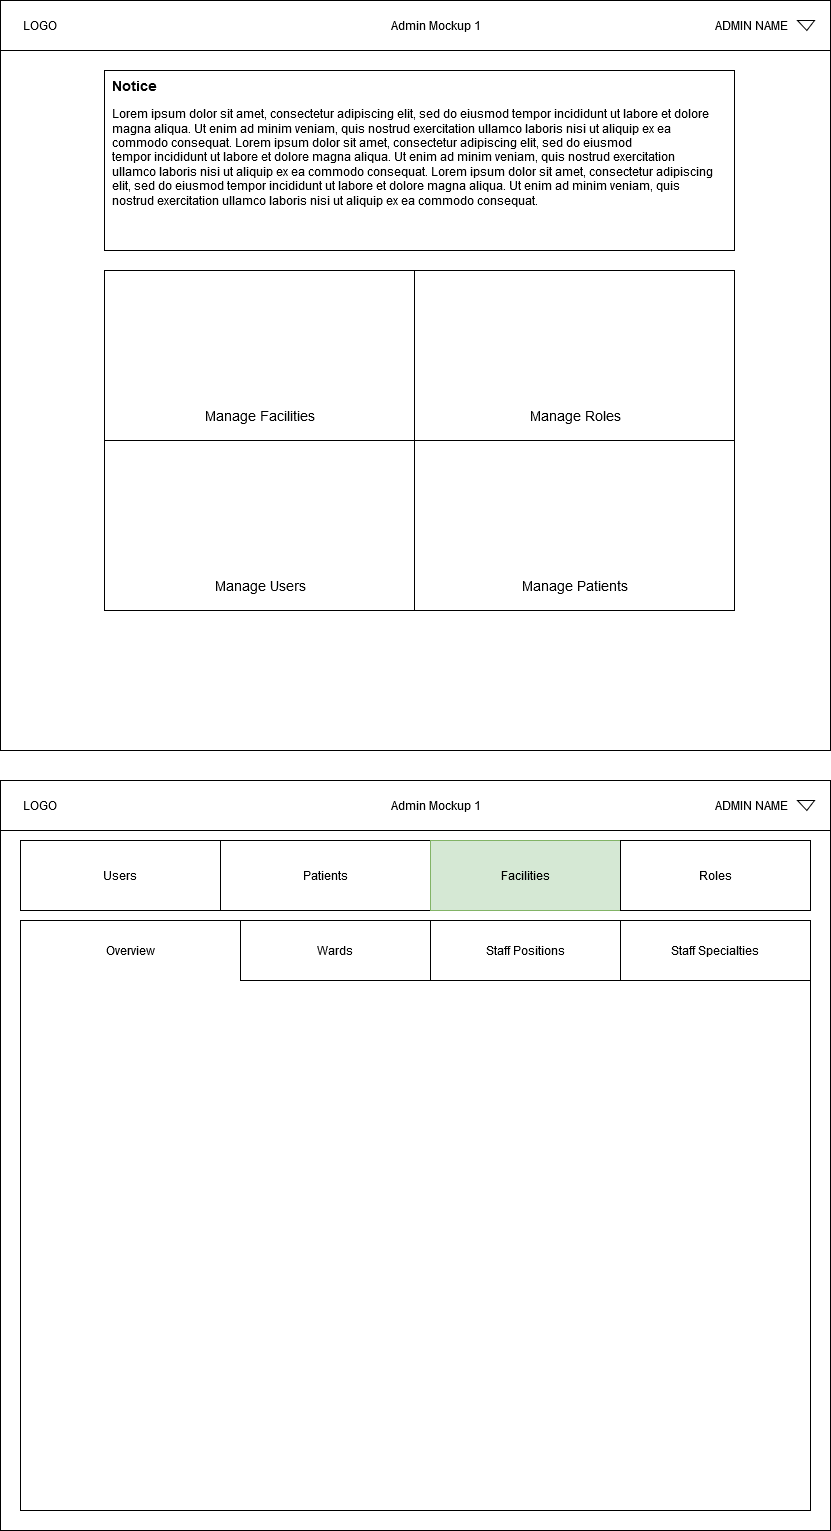 LOGO
Admin Mockup 1
ADMIN NAME
Notice
Lorem ipsum dolor sit amet, consectetur adipiscing elit, sed do eiusmod tempor incididunt ut labore et dolore
magna aliqua. Ut enim ad minim veniam, quis nostrud exercitation ullamco laboris nisi ut aliquip ex ea
commodo consequat. Lorem ipsum dolor sit amet, consectetur adipiscing elit, sed do eiusmod
tempor incididunt ut labore et dolore magna aliqua. Ut enim ad minim veniam, quis nostrud exercitation
ullamco laboris nisi ut aliquip ex ea commodo consequat. Lorem ipsum dolor sit amet, consectetur adipiscing
elit, sed do eiusmod tempor incididunt ut labore et dolore magna aliqua. Ut enim ad minim veniam, quis
nostrud exercitation ullamco laboris nisi ut aliquip ex ea commodo consequat.
Manage Facilities
Manage Roles
Manage Users
Manage Patients
LOGO
Admin Mockup 1
ADMIN NAME
Users
Patients
Facilities
Roles
Overview
Wards
Staff Positions
Staff Specialties